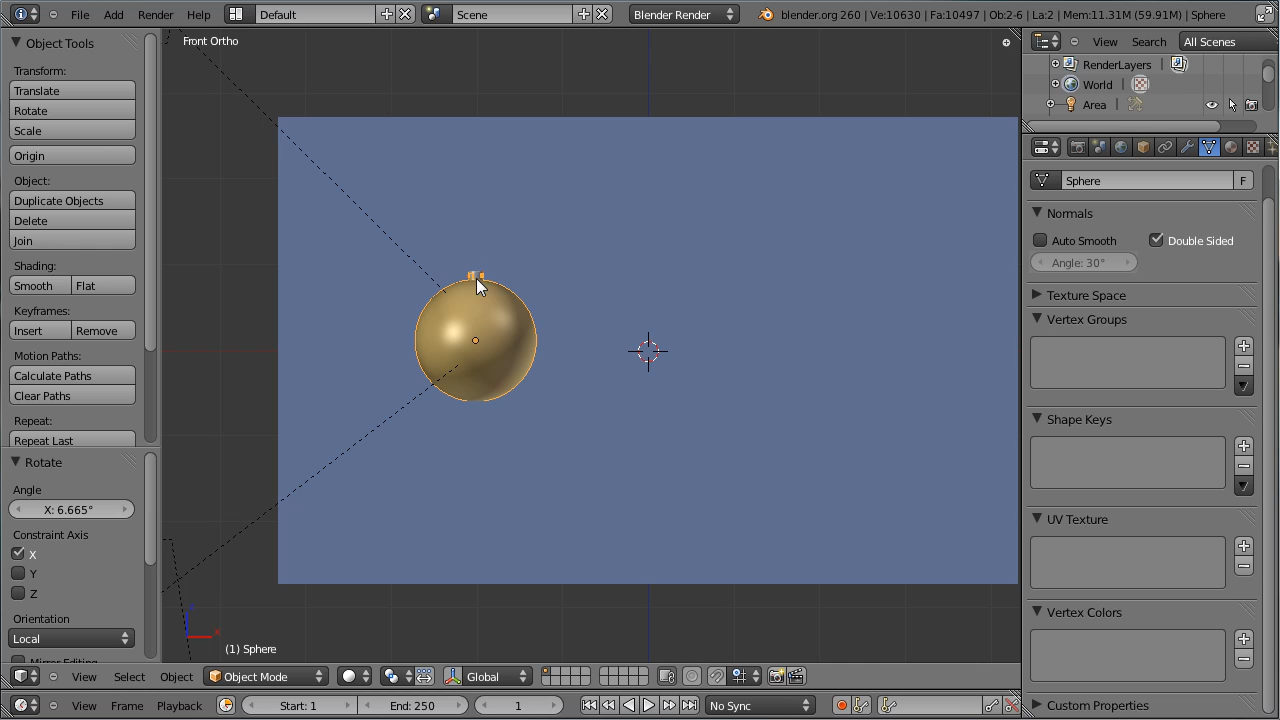 File Add Render Help Default Scene Blender Render blender.org 260 | Ve:10630 | Fa:10497 | Ob:2-6 | La:2 | Mem:11.31M (59.91M) | Sphere
Object Tools
Transform:
Translate
Rotate
Scale
Origin
Object:
Duplicate Objects
Delete
Join
Shading:
Smooth Flat
Keyframes:
Insert Remove
Motion Paths:
Calculate Paths
Clear Paths
Repeat:
Repeat Last
Rotate
Angle
X: 6.665°
Constraint Axis
X
Y
Z
Orientation
Local
Mirror Editing
Front Ortho
(1) Sphere
View Search All Scenes
RenderLayers
World
Area
Sphere F
Normals
Auto Smooth Double Sided
Angle: 30°
Texture Space
Vertex Groups
Shape Keys
UV Texture
Vertex Colors
Custom Properties
View Select Object Object Mode Global
View Frame Playback Start: End: 250 1 No Sync